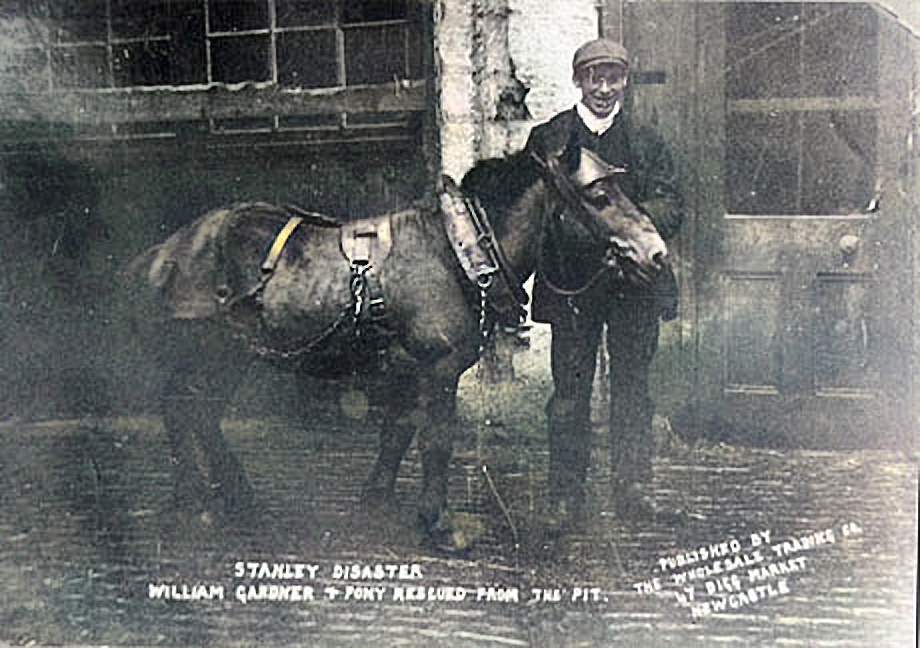 STANLEY DISASTER
WILLIAM GARDNER & PONY RESCUED FROM THE PIT.
PUBLISHED BY
THE WHOLESALE TRADING CO.
47 BIGG MARKET
NEWCASTLE